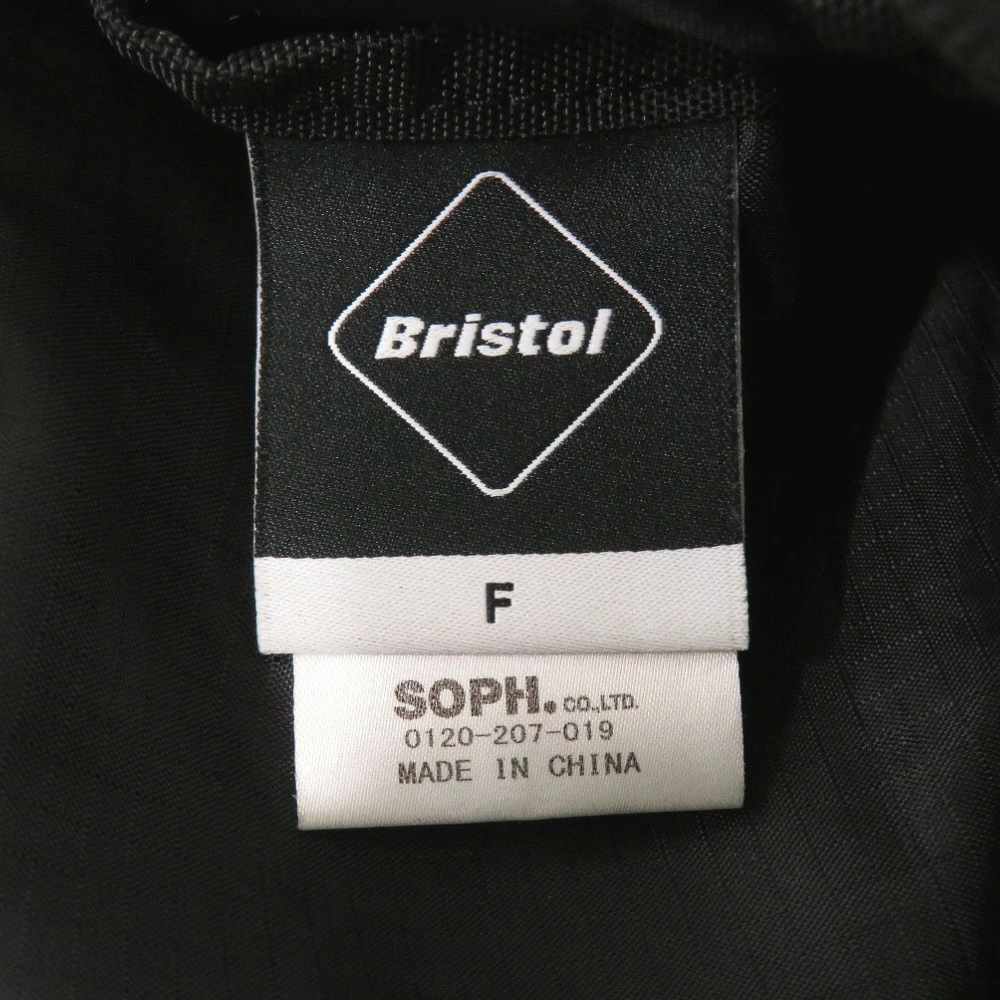 Bristol
F
SOPH. CO.,LTD.
0120-207-019
MADE IN CHINA